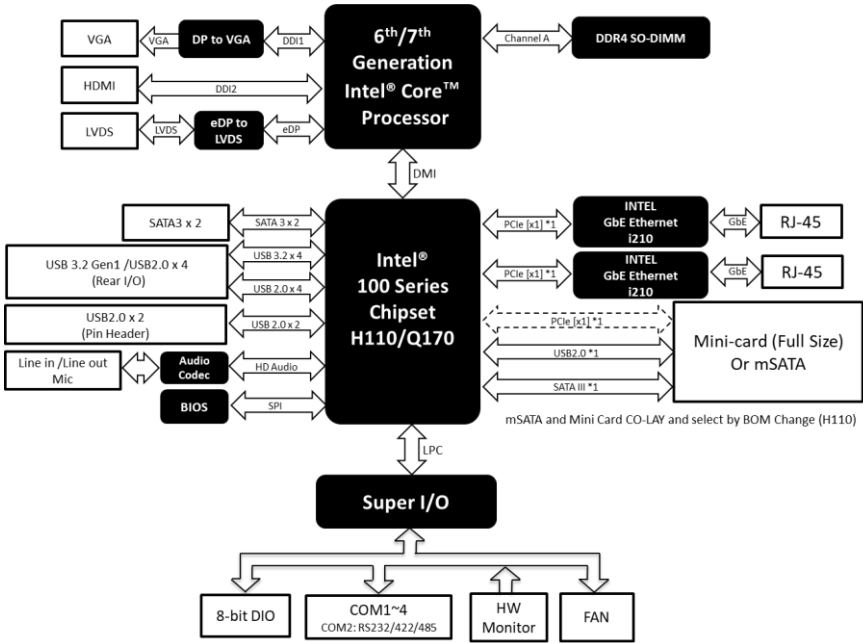 VGA
VGA
DP to VGA
DDI1
6th/7th
Generation
Intel® Core™
Processor
Channel A
DDR4 SO-DIMM
HDMI
DDI2
LVDS
LVDS
eDP to
LVDS
eDP
DMI
SATA3 x 2
SATA 3 x 2
USB 3.2 Gen1 /USB2.0 x 4
(Rear I/O)
USB 3.2 x 4
USB 2.0 x 4
USB2.0 x 2
(Pin Header)
USB 2.0 x 2
Line in /Line out
Mic
Audio
Codec
HD Audio
BIOS
SPI
Intel®
100 Series
Chipset
H110/Q170
PCIe [x1] *1
INTEL
GbE Ethernet
i210
GbE
RJ-45
PCIe [x1] *1
INTEL
GbE Ethernet
i210
GbE
RJ-45
PCIe [x1] *1
USB2.0 *1
SATA III *1
Mini-card (Full Size)
Or mSATA
mSATA and Mini Card CO-LAY and select by BOM Change (H110)
LPC
Super I/O
8-bit DIO
COM1~4
COM2: RS232/422/485
HW
Monitor
FAN